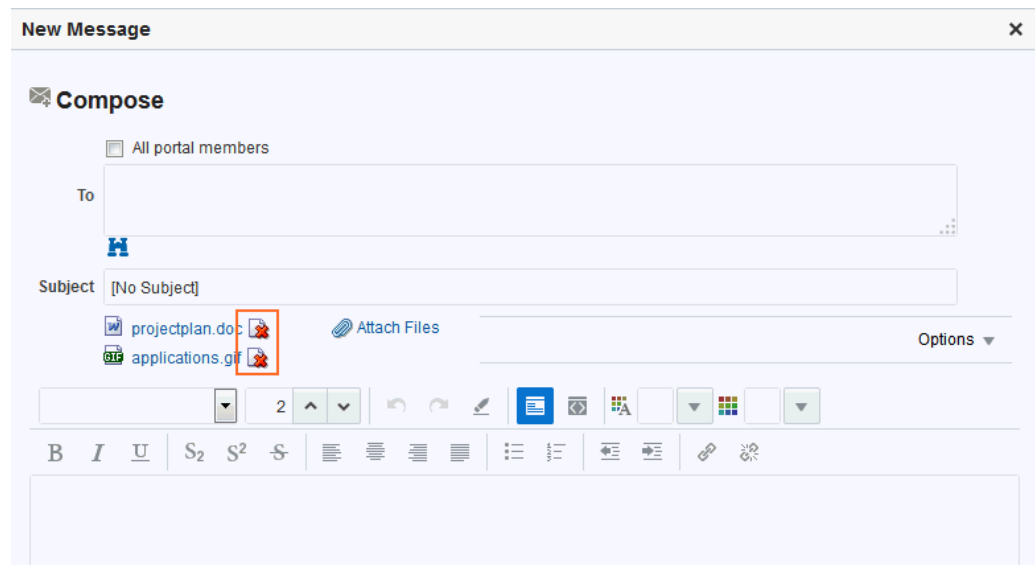 New Message
Compose
All portal members
To
Subject [No Subject]
projectplan.doc Attach Files
Options
GIF applications.gif
2
A
B I U S2 S² S